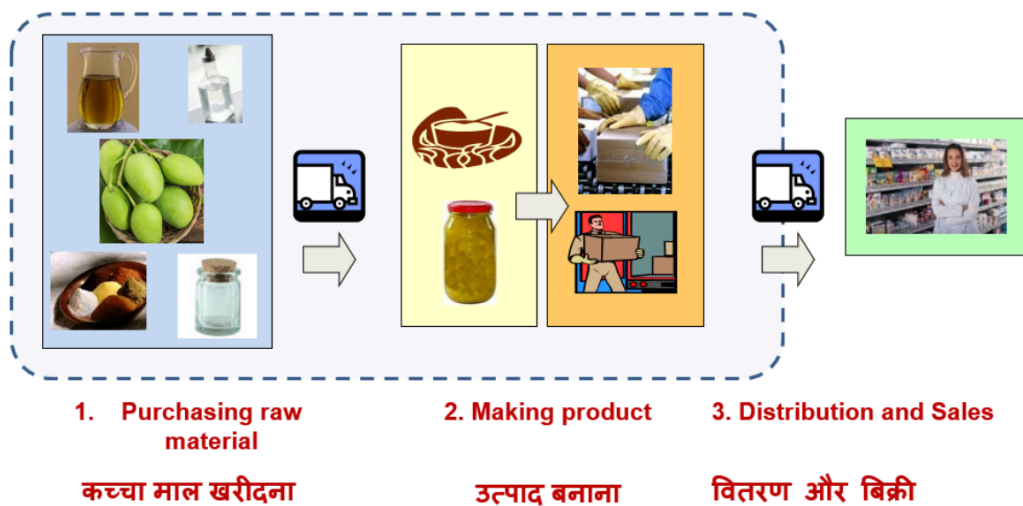 1. Purchasing raw
material
2. Making product
3. Distribution and Sales
कच्चा माल खरीदना
उत्पाद बनाना
वितरण और बिक्री